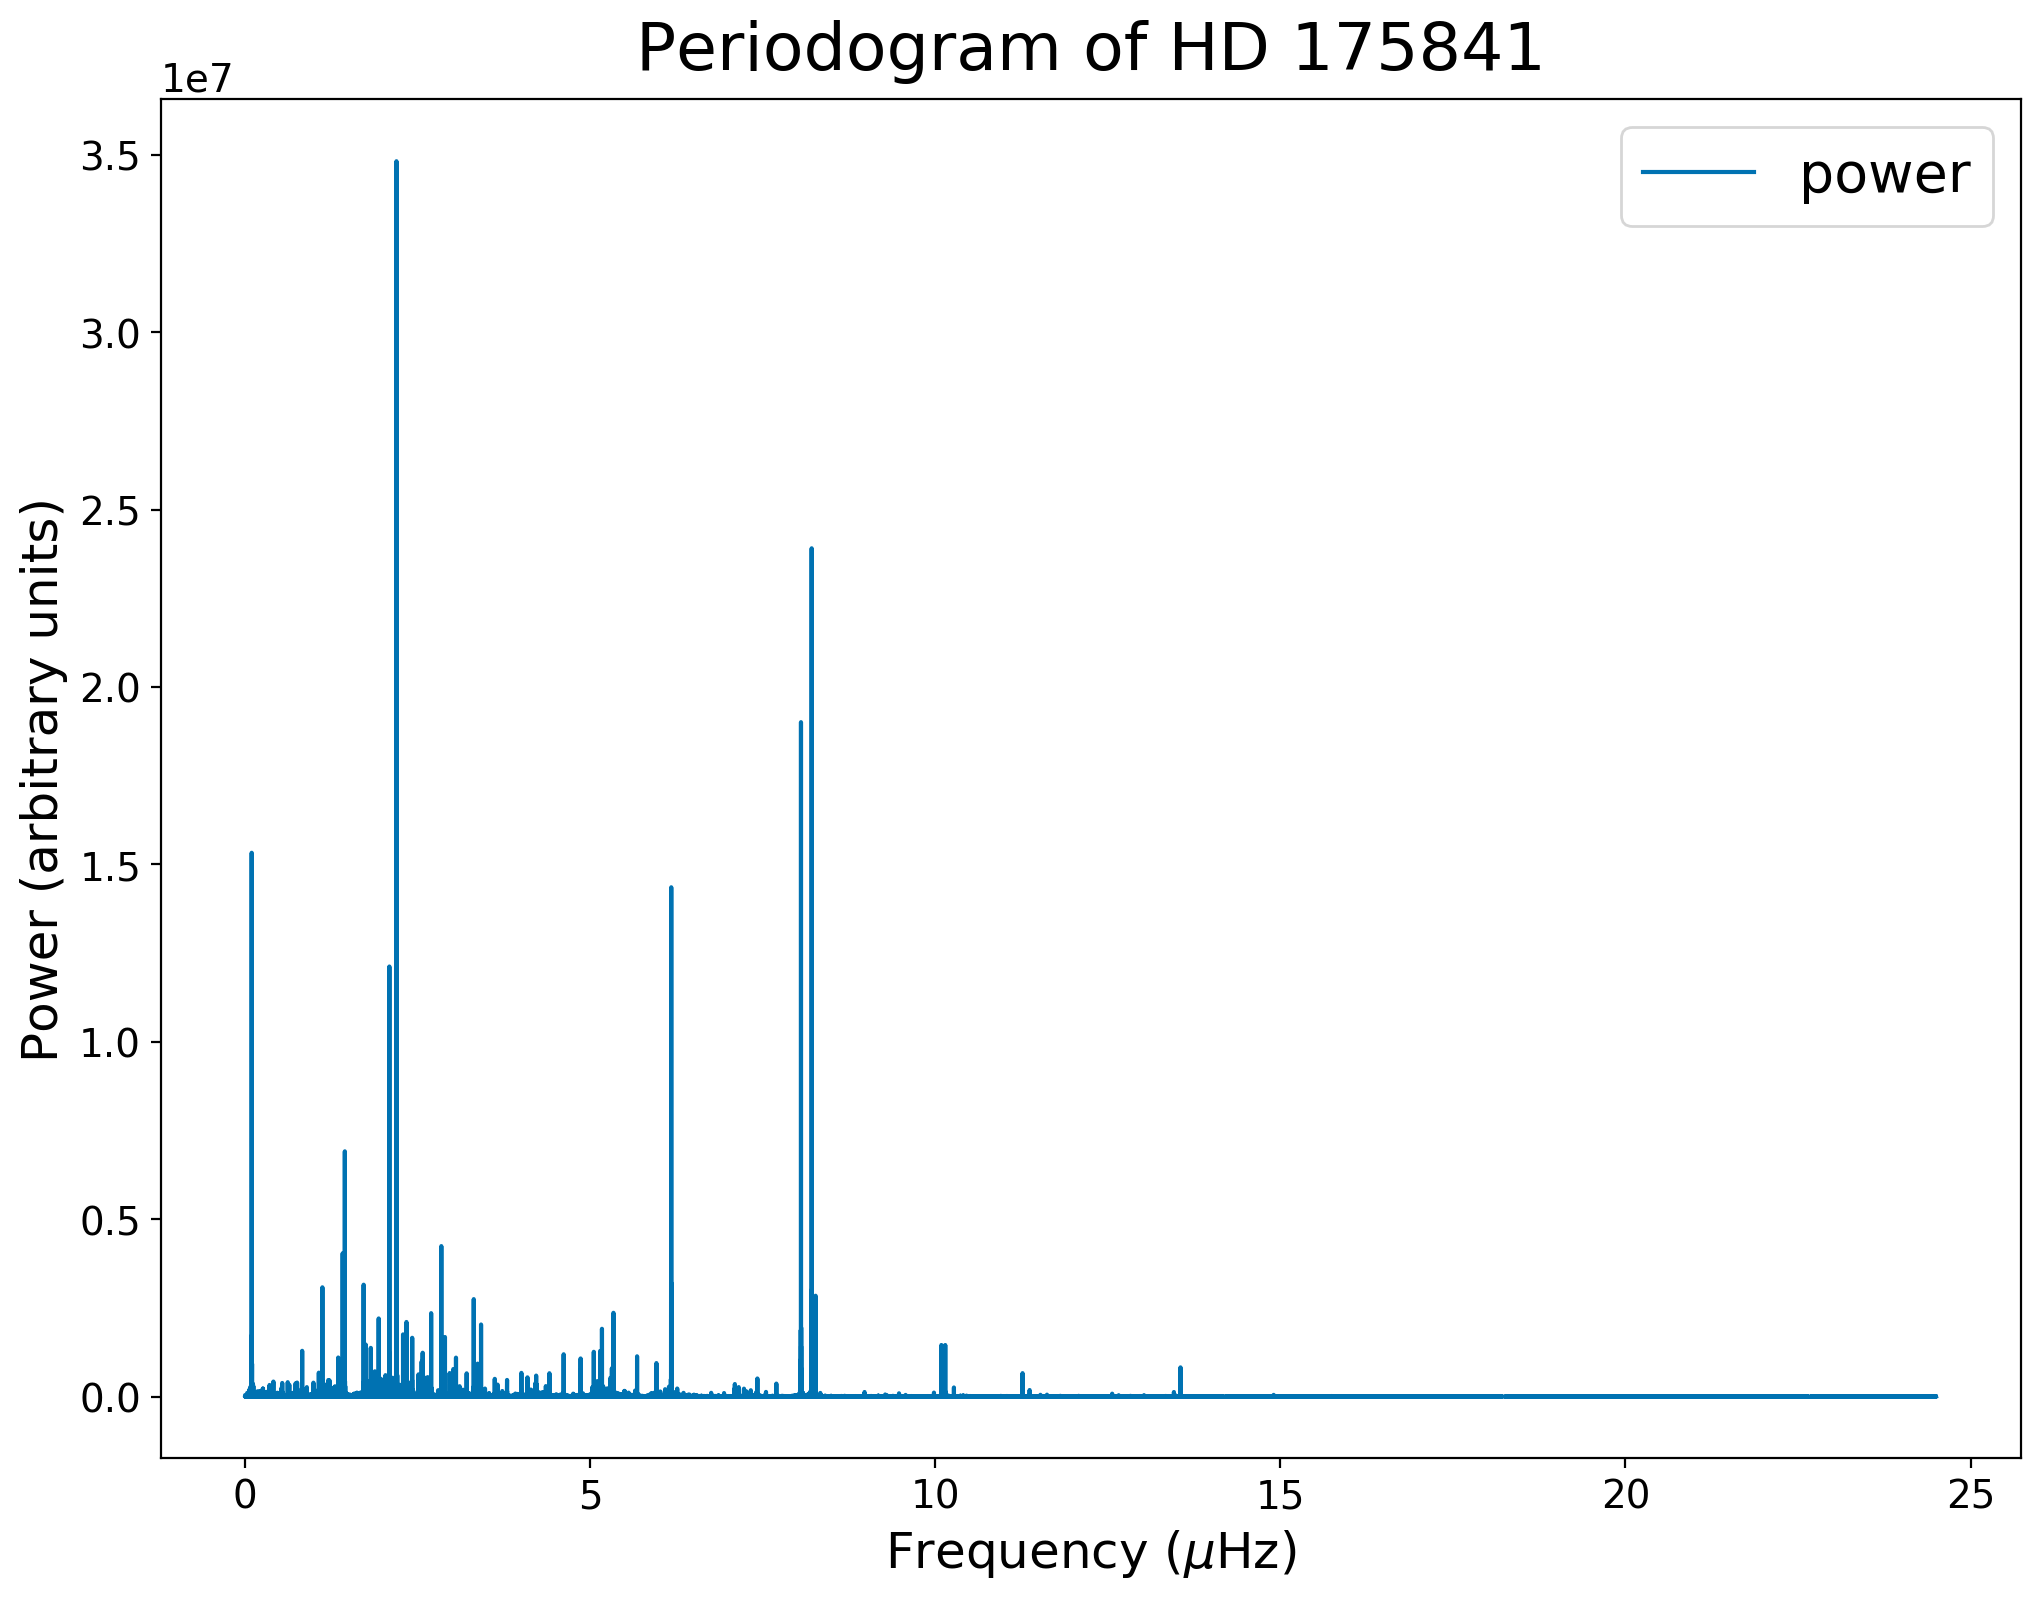 Periodogram of HD 175841
1e7
power
3.5
3.0
2.5
2.0
1.5
1.0
0.5
0.0
Power (arbitrary units)
0 5 10 15 20 25
Frequency (μHz)